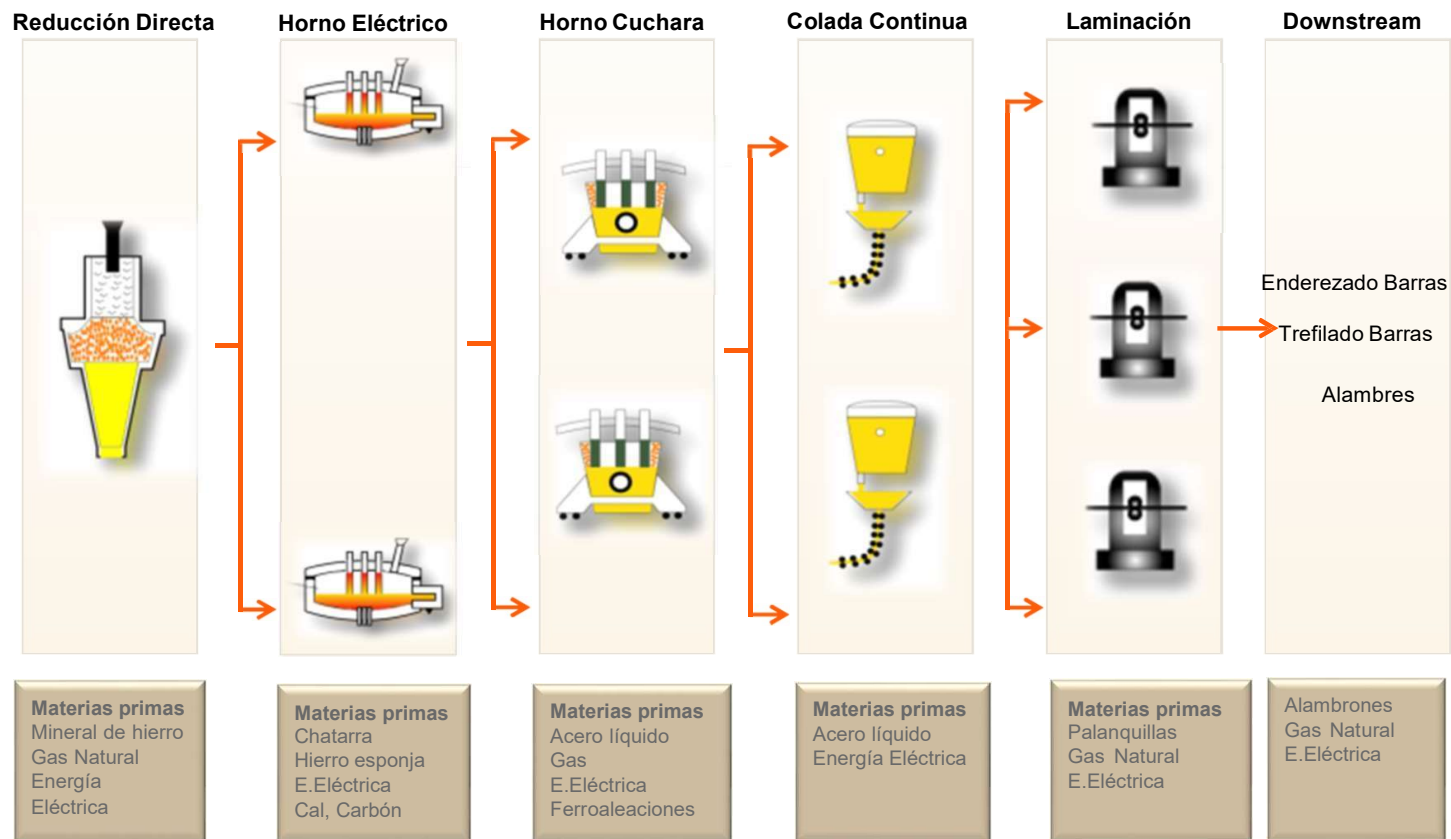 Reducción Directa
Horno Eléctrico
Horno Cuchara
Colada Continua
Laminación
Downstream
Enderezado Barras
Trefilado Barras
Alambres
Materias primas
Mineral de hierro
Gas Natural
Energía
Eléctrica
Materias primas
Chatarra
Hierro esponja
E.Eléctrica
Cal, Carbón
Materias primas
Acero líquido
Gas
E.Eléctrica
Ferroaleaciones
Materias primas
Acero líquido
Energía Eléctrica
Materias primas
Palanquillas
Gas Natural
E.Eléctrica
Alambrones
Gas Natural
E.Eléctrica